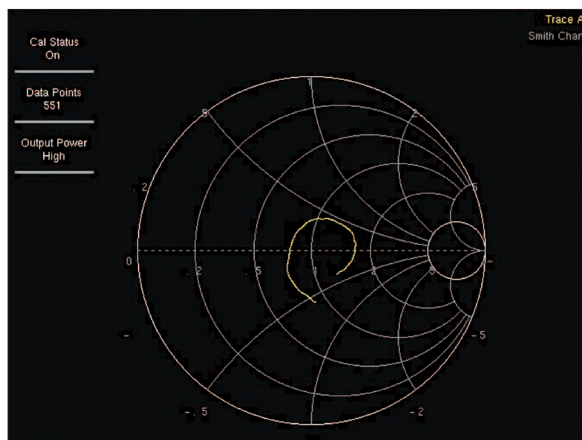 Trace A
Smith Char
Cal Status
On
Data Points
551
Output Power
High
1
.5
2
.2
5
0
.2
.5
1
2
5
~
-
-5
-.5
-2